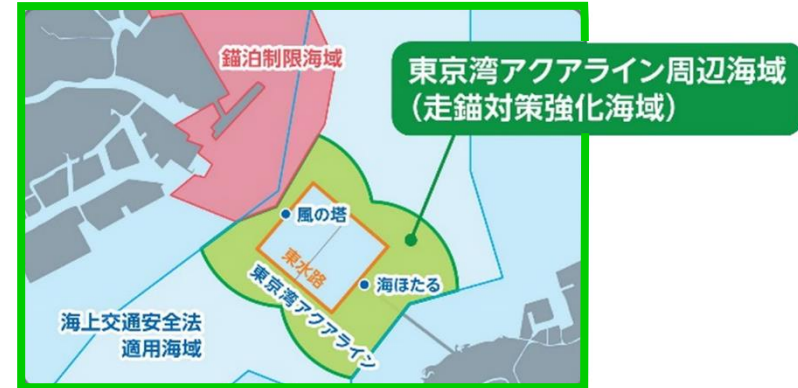 錨泊制限海域
東京湾アクアライン周辺海域
(走錨対策強化海域)
風の塔
東水路
海ほたる
東京湾アクアライン
海上交通安全法
適用海域